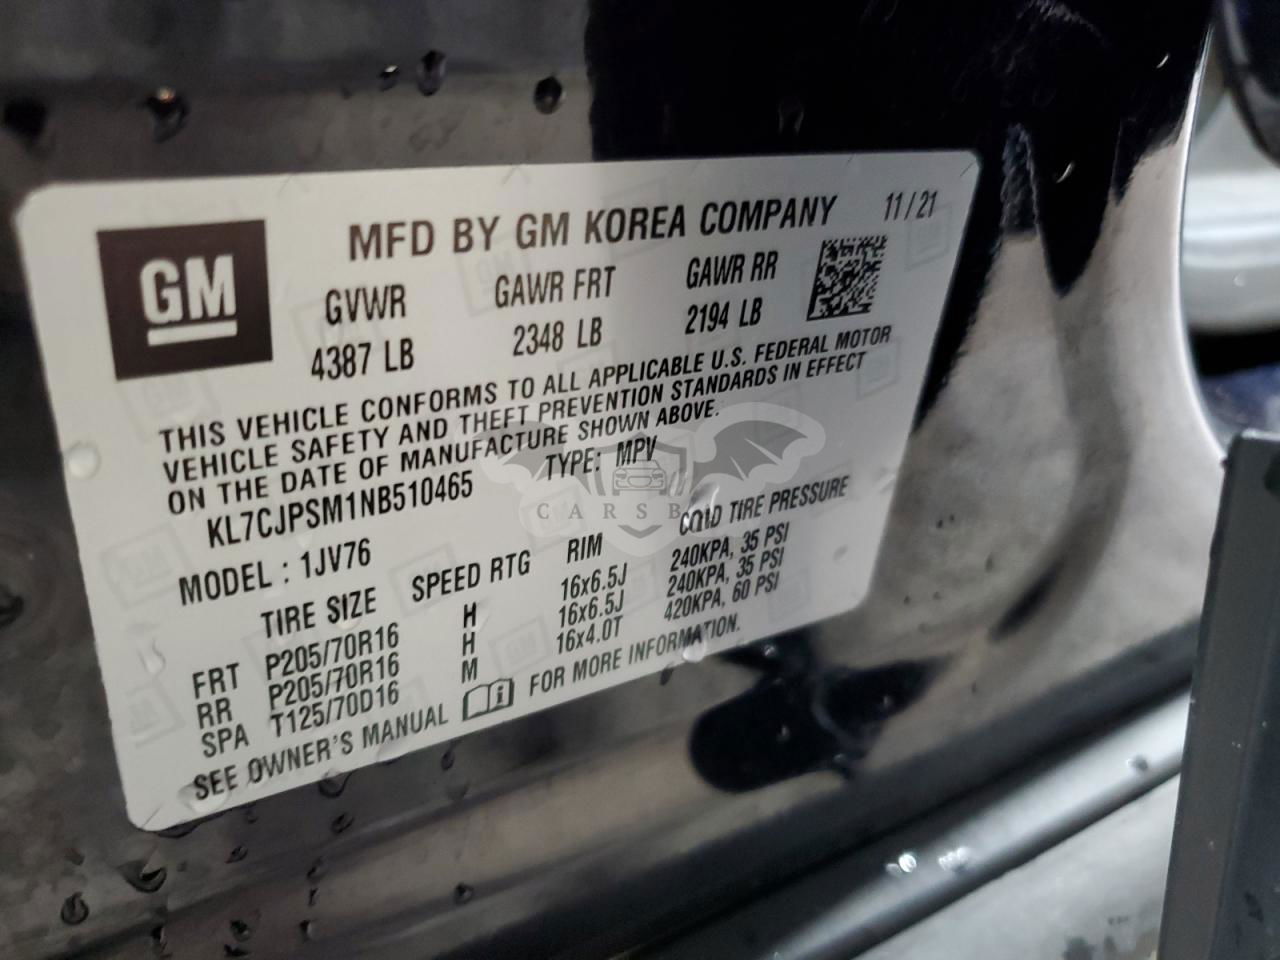 GM
MFD BY GM KOREA COMPANY 11/21
GVWR GAWR FRT GAWR RR
4387 LB 2348 LB 2194 LB
THIS VEHICLE CONFORMS TO ALL APPLICABLE U.S. FEDERAL MOTOR
VEHICLE SAFETY AND THEFT PREVENTION STANDARDS IN EFFECT
ON THE DATE OF MANUFACTURE SHOWN ABOVE.
KL7CJPSM1NB510465 TYPE: MPV
MODEL : 1JV76
TIRE SIZE SPEED RTG RIM COLD TIRE PRESSURE
FRT P205/70R16 H 16x6.5J 240KPA, 35 PSI
RR P205/70R16 H 16x6.5J 240KPA, 35 PSI
SPA T125/70D16 M 16x4.0T 420KPA, 60 PSI
SEE OWNER'S MANUAL FOR MORE INFORMATION.